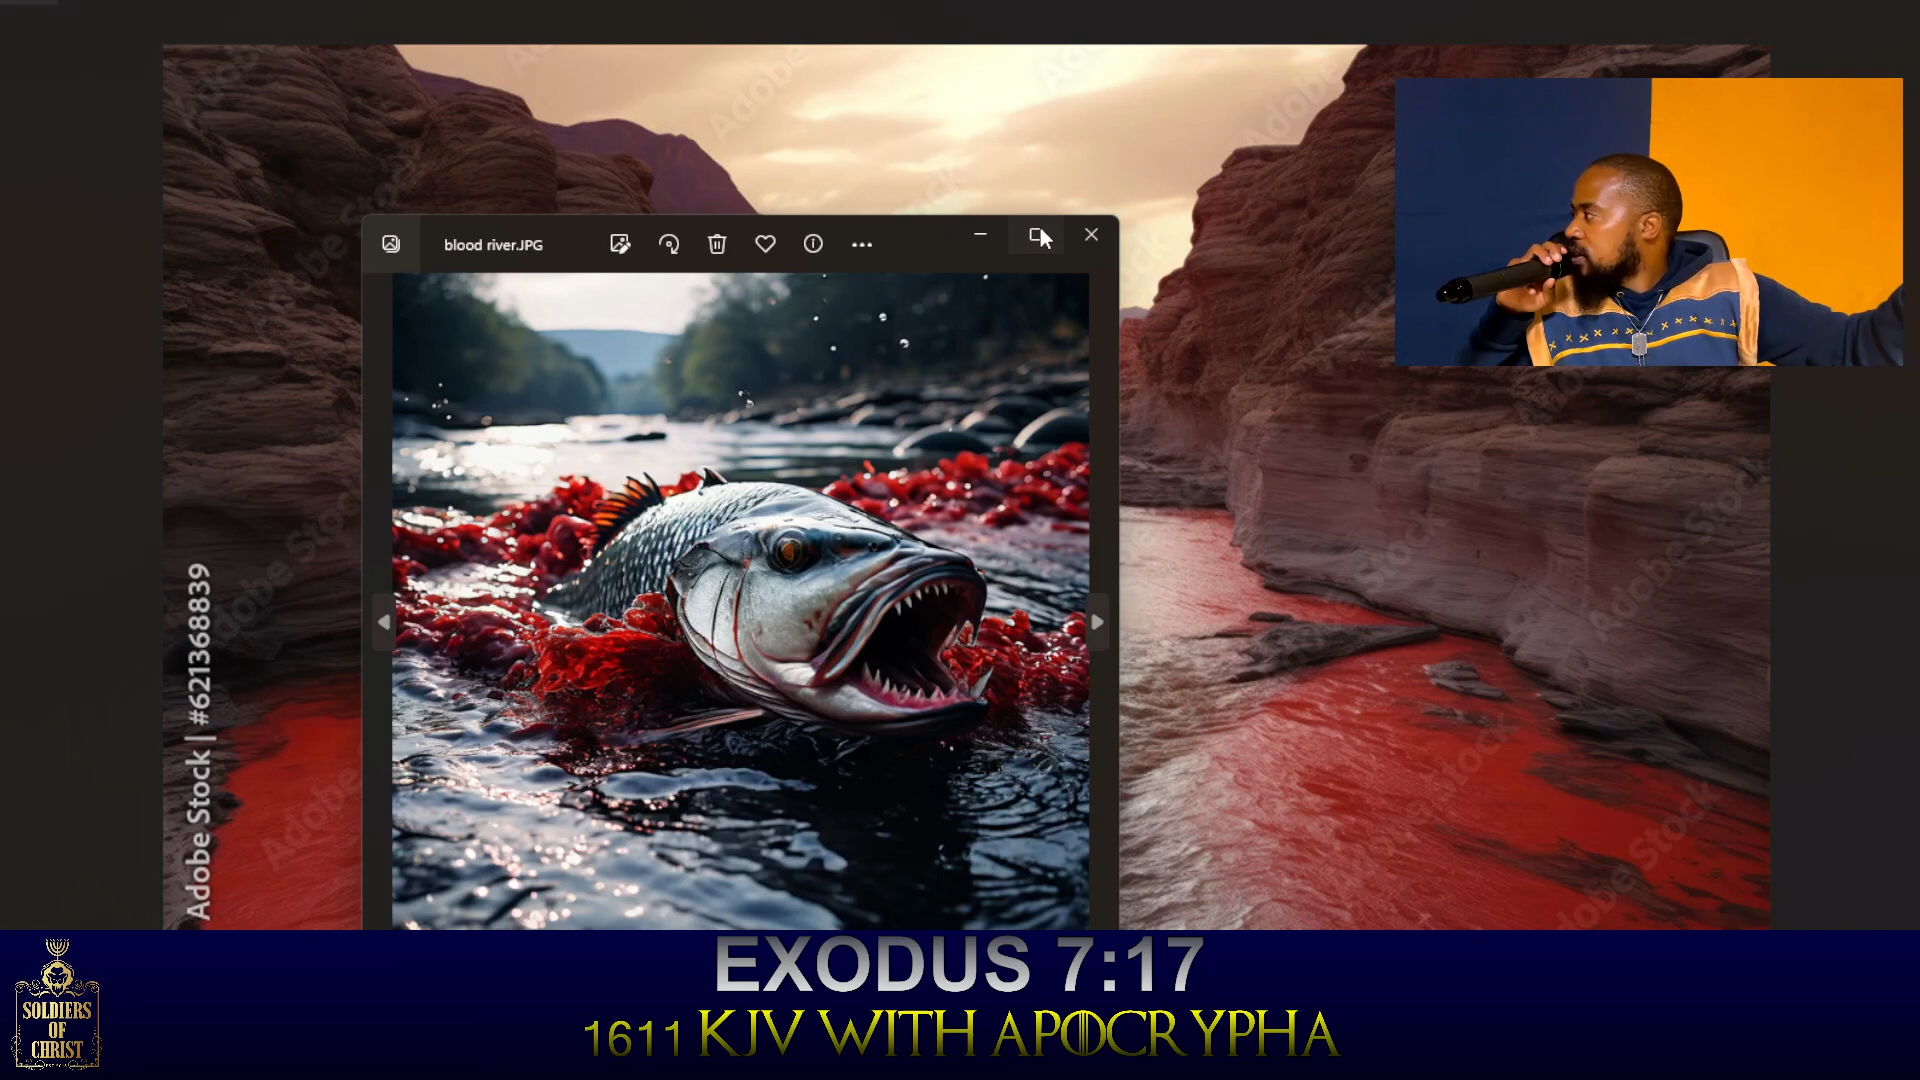 blood river.JPG
Adobe Stock | #621368839
EXODUS 7:17
1611 KJV WITH APOCRYPHA
SOLDIERS
OF
CHRIST